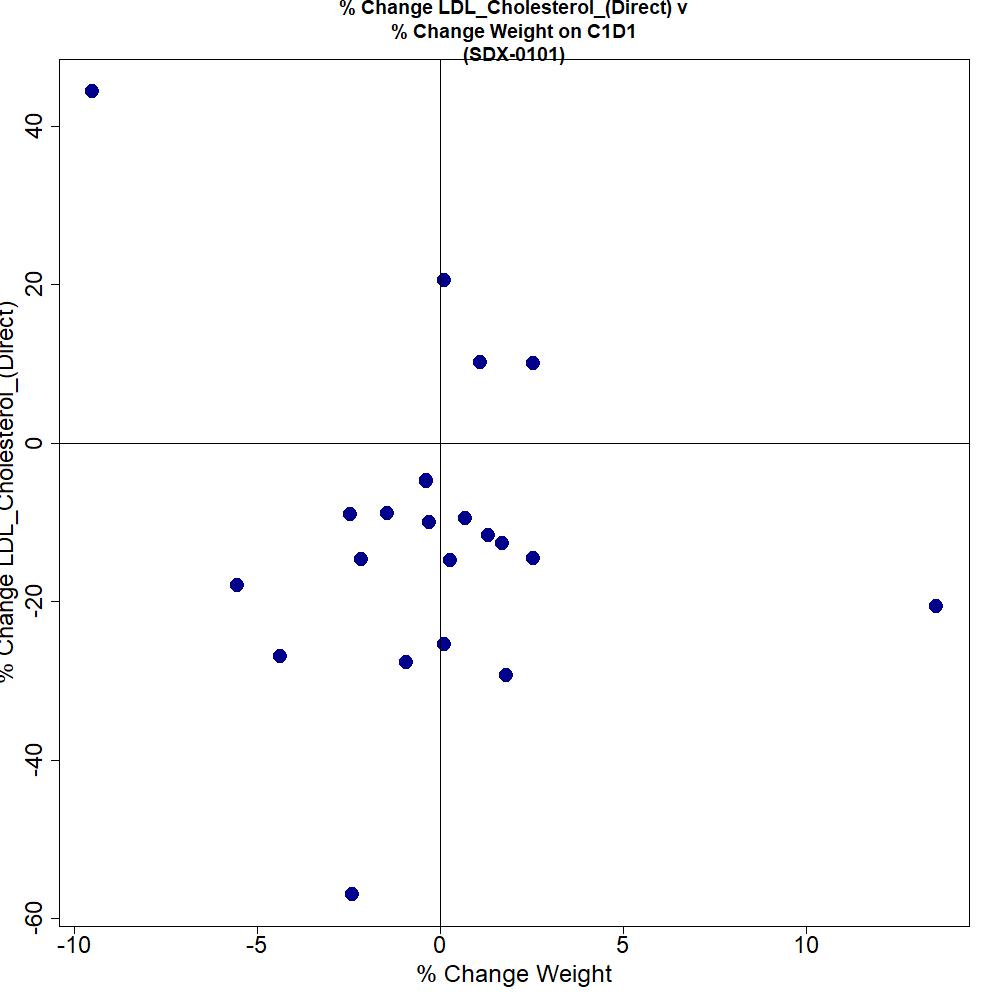 % Change LDL_Cholesterol_(Direct) v
% Change Weight on C1D1
(SDX-0101)
% Change LDL_Cholesterol_(Direct)
40
20
0
-20
-40
-60
-10
-5
0
5
10
% Change Weight